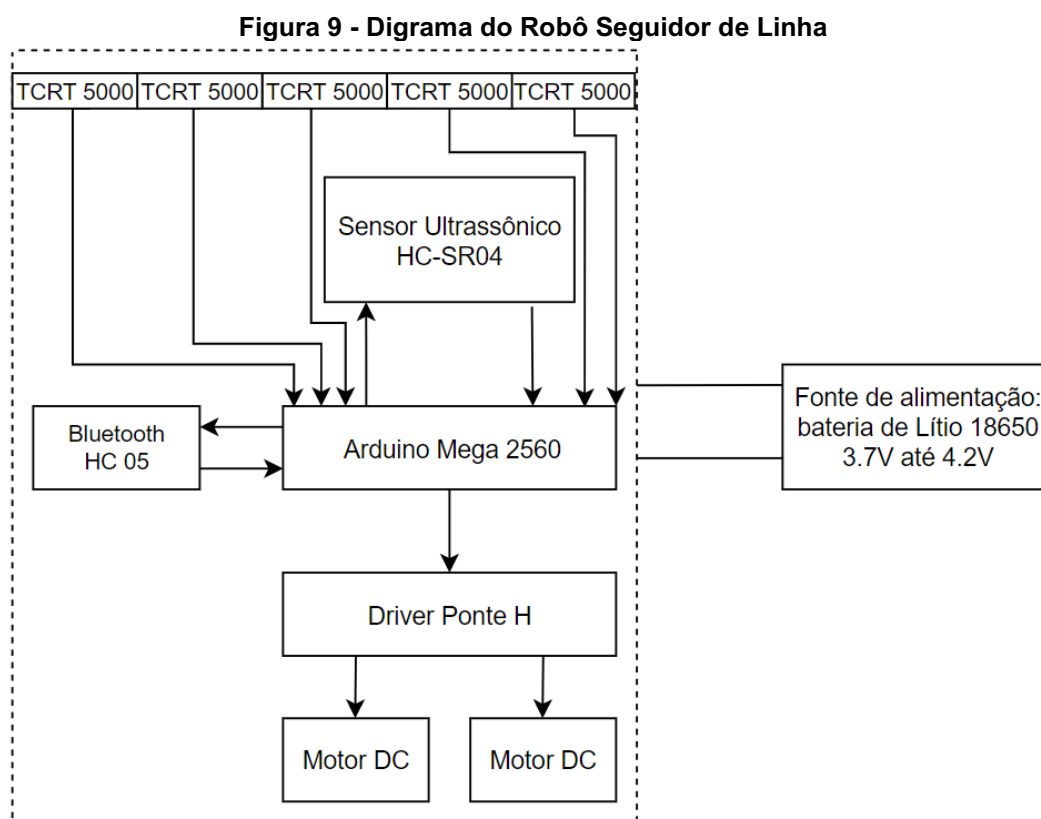 Figura 9 - Digrama do Robô Seguidor de Linha
TCRT 5000 TCRT 5000 TCRT 5000 TCRT 5000 TCRT 5000
Sensor Ultrassônico
HC-SR04
Bluetooth
HC 05
Arduino Mega 2560
Fonte de alimentação:
bateria de Lítio 18650
3.7V até 4.2V
Driver Ponte H
Motor DC
Motor DC